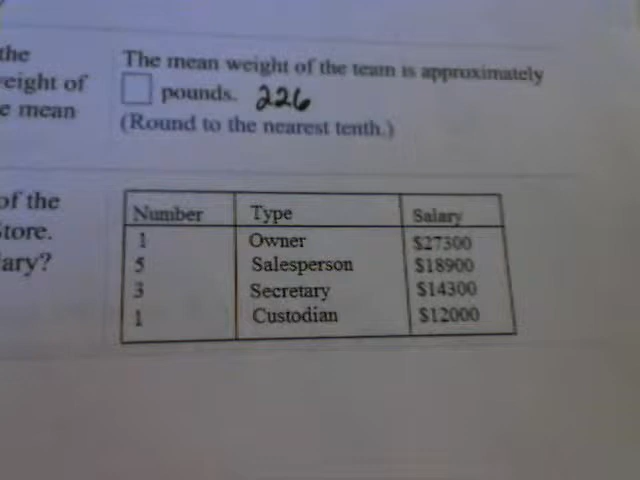 the
eight of
e mean
The mean weight of the team is approximately
pounds. 226
(Round to the nearest tenth.)
of the
Store.
ary?
Number Type Salary
1 Owner $27300
5 Salesperson $18900
3 Secretary $14300
1 Custodian $12000